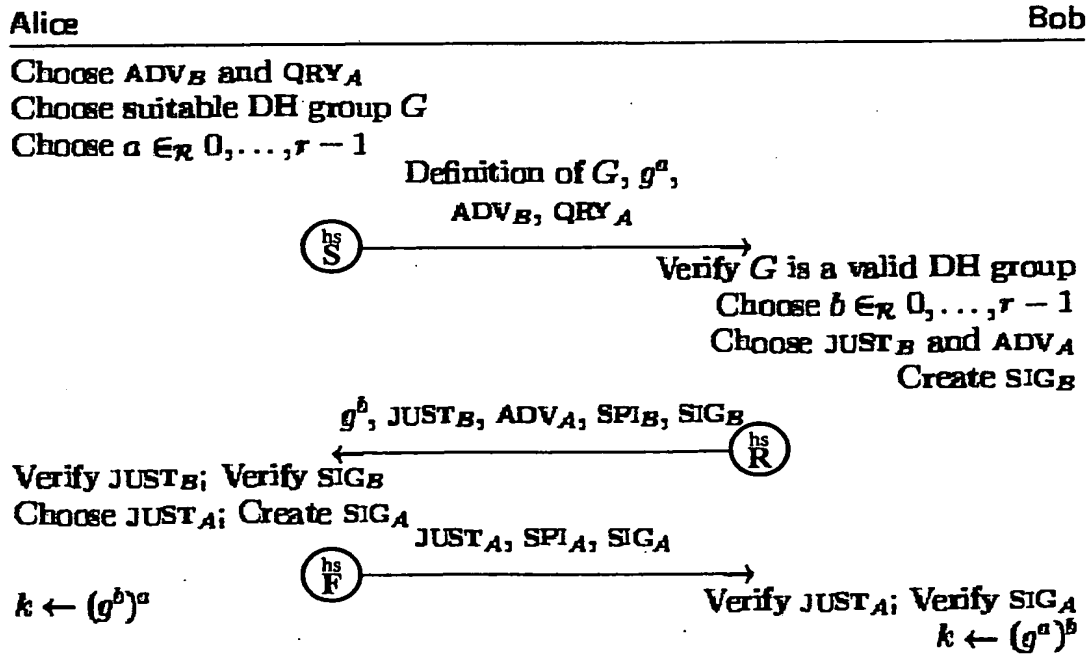 Alice Bob
Choose ADV_B and QRY_A
Choose suitable DH group G
Choose a ∈_R 0,...,r − 1
Definition of G, g^a,
ADV_B, QRY_A
hs
S
Verify G is a valid DH group
Choose b ∈_R 0,...,r − 1
Choose JUST_B and ADV_A
Create SIG_B
g^b, JUST_B, ADV_A, SPI_B, SIG_B
hs
R
Verify JUST_B; Verify SIG_B
Choose JUST_A; Create SIG_A
JUST_A, SPI_A, SIG_A
hs
F
k ← (g^b)^a
Verify JUST_A; Verify SIG_A
k ← (g^a)^b